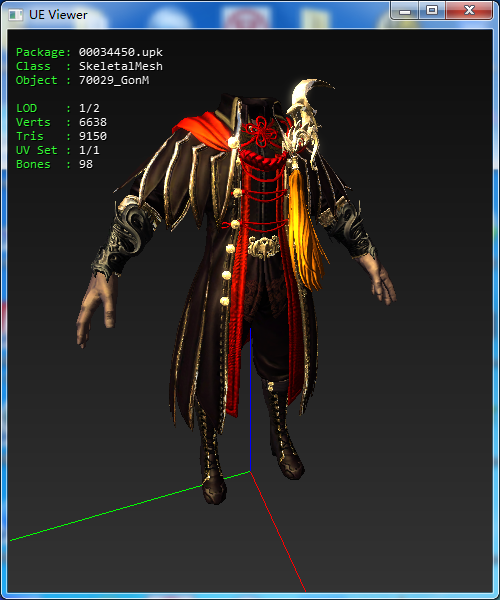 UE Viewer
Package: 00034450.upk
Class : SkeletalMesh
Object : 70029_GonM
LOD : 1/2
Verts : 6638
Tris : 9150
UV Set : 1/1
Bones : 98